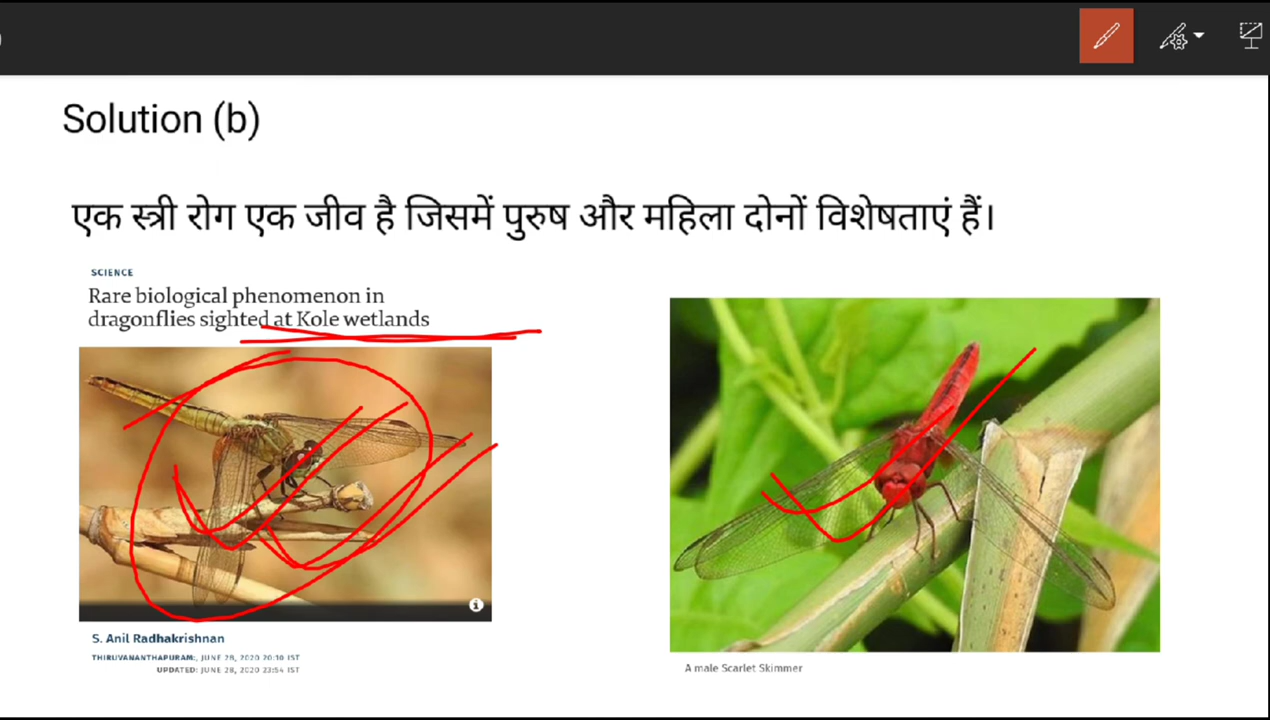 Solution (b)
एक स्त्री रोग एक जीव है जिसमें पुरुष और महिला दोनों विशेषताएं हैं।
SCIENCE
Rare biological phenomenon in
dragonflies sighted at Kole wetlands
S. Anil Radhakrishnan
THIRUVANANTHAPURAM:, JUNE 28, 2020 20:10 IST
UPDATED: JUNE 28, 2020 23:54 IST
A male Scarlet Skimmer